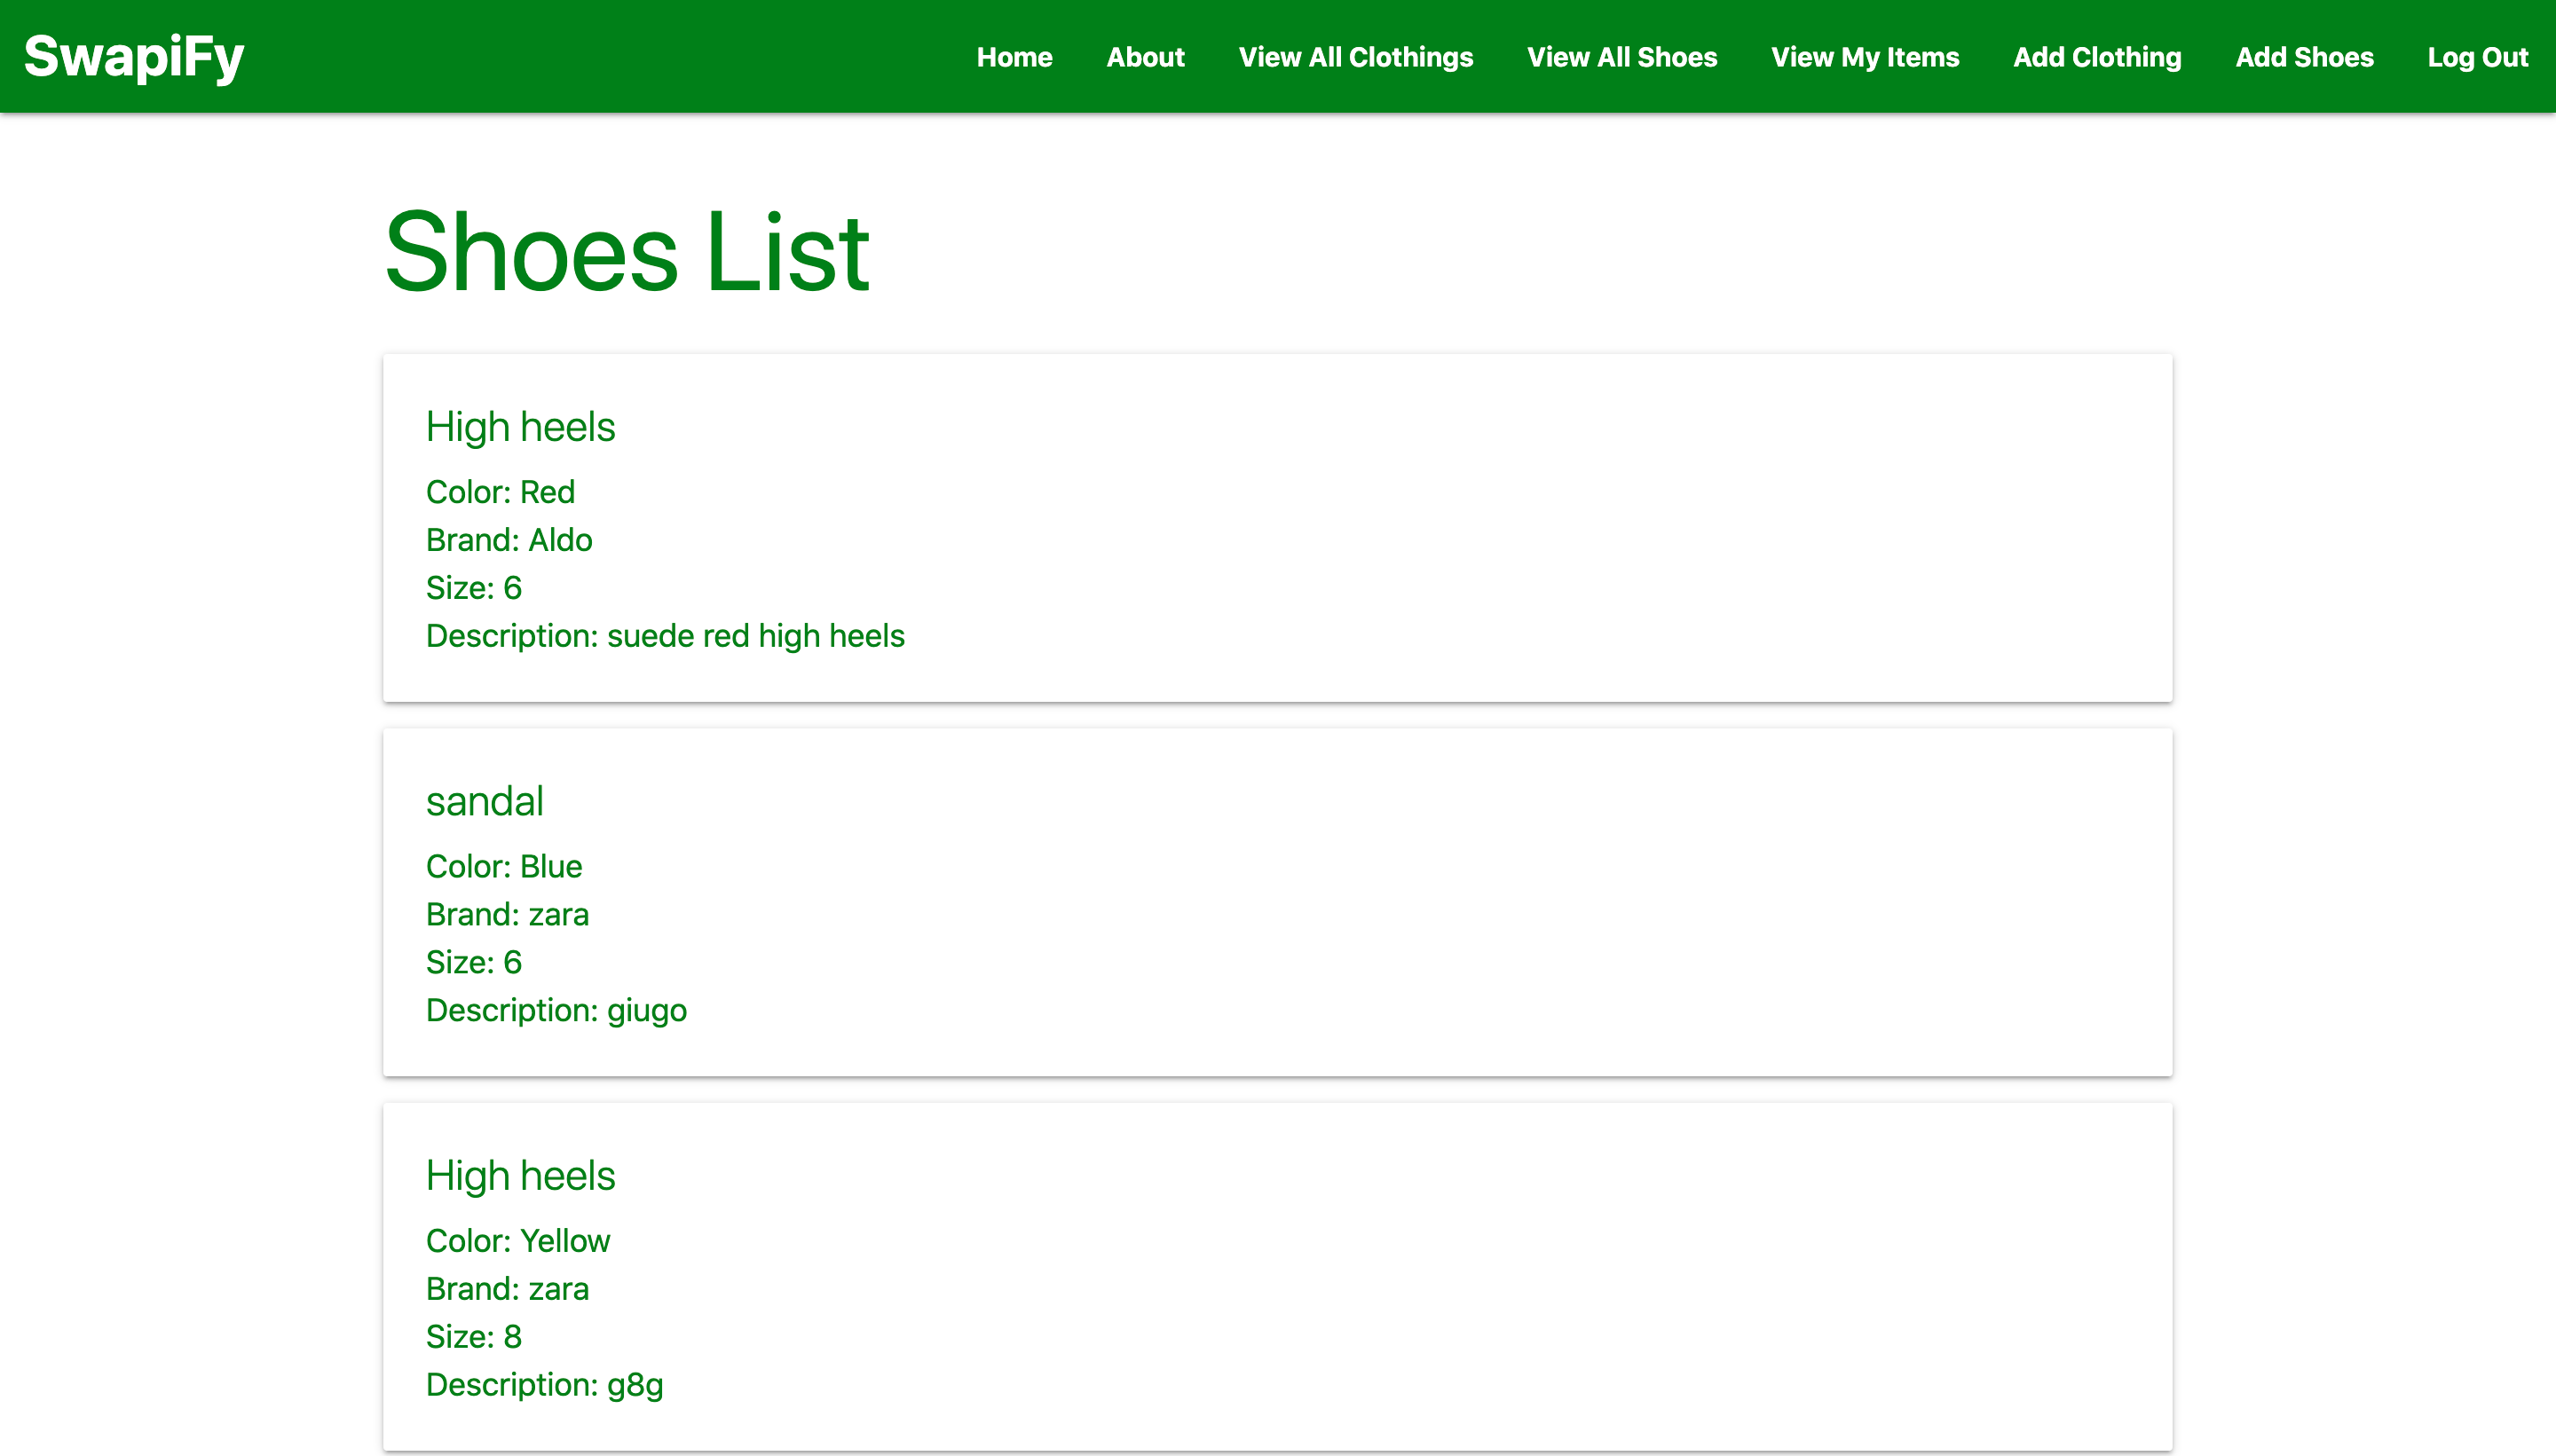 SwapiFy
Home About View All Clothings View All Shoes View My Items Add Clothing Add Shoes Log Out
Shoes List
High heels
Color: Red
Brand: Aldo
Size: 6
Description: suede red high heels
sandal
Color: Blue
Brand: zara
Size: 6
Description: giugo
High heels
Color: Yellow
Brand: zara
Size: 8
Description: g8g